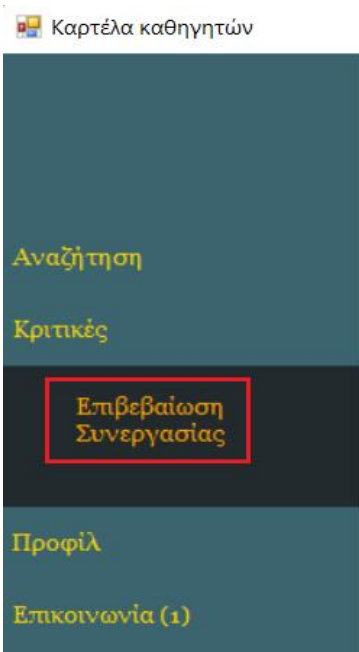 Καρτέλα καθηγητών
Αναζήτηση
Κριτικές
Επιβεβαίωση
Συνεργασίας
Προφίλ
Επικοινωνία (1)